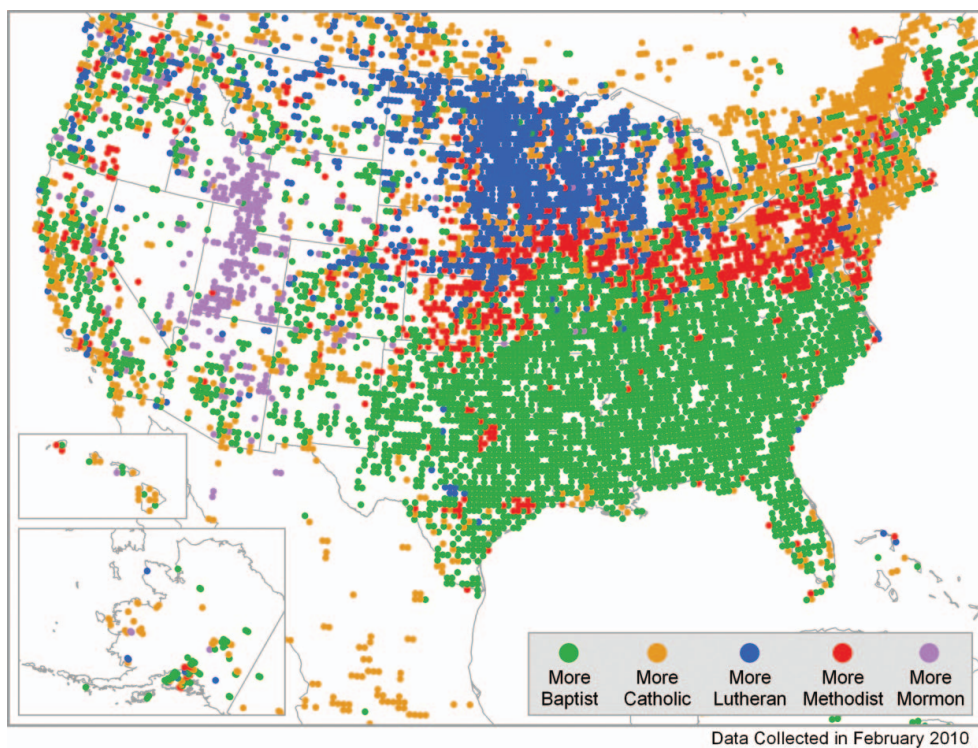 More Baptist
More Catholic
More Lutheran
More Methodist
More Mormon
Data Collected in February 2010